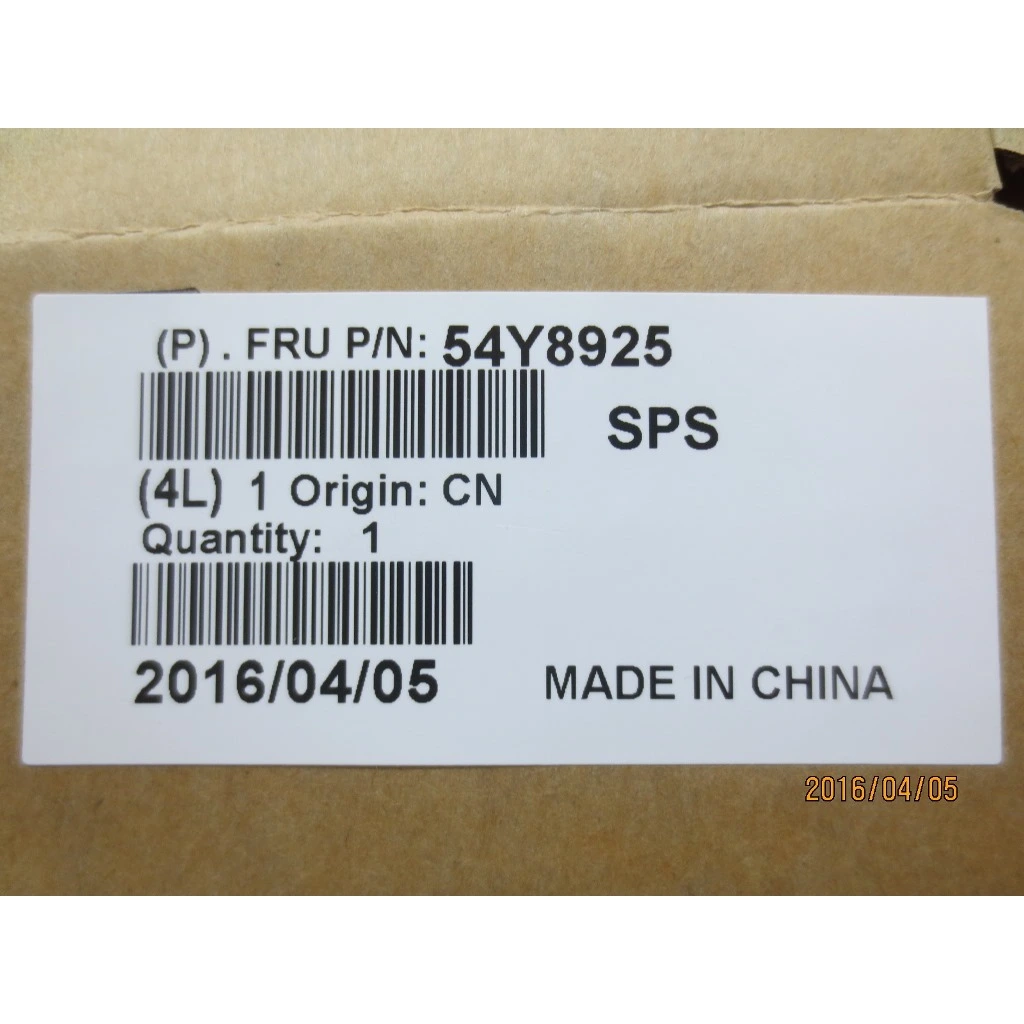 (P) . FRU P/N: 54Y8925
SPS
(4L) 1 Origin: CN
Quantity: 1
2016/04/05 MADE IN CHINA
2016/04/05